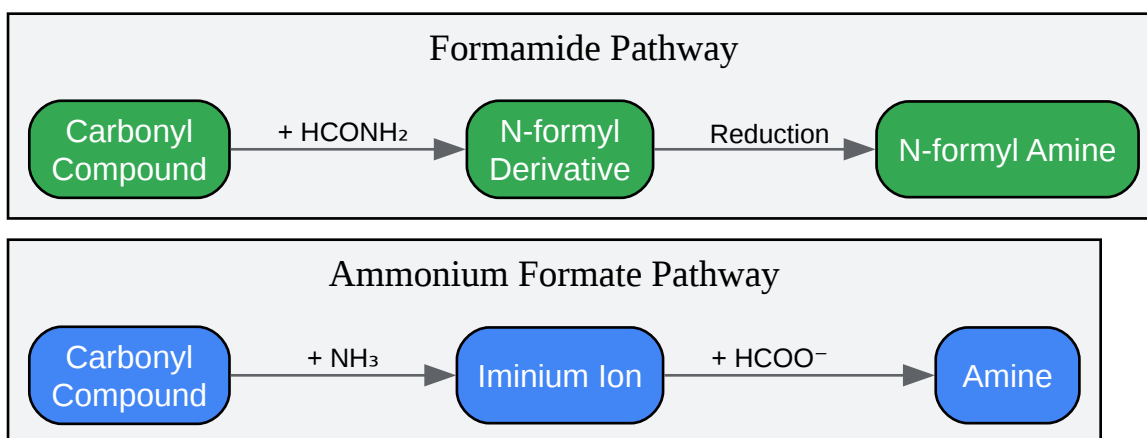 Formamide Pathway
Carbonyl
Compound
+ HCONH₂
N-formyl
Derivative
Reduction
N-formyl Amine
Ammonium Formate Pathway
Carbonyl
Compound
+ NH₃
Iminium Ion
+ HCOO⁻
Amine